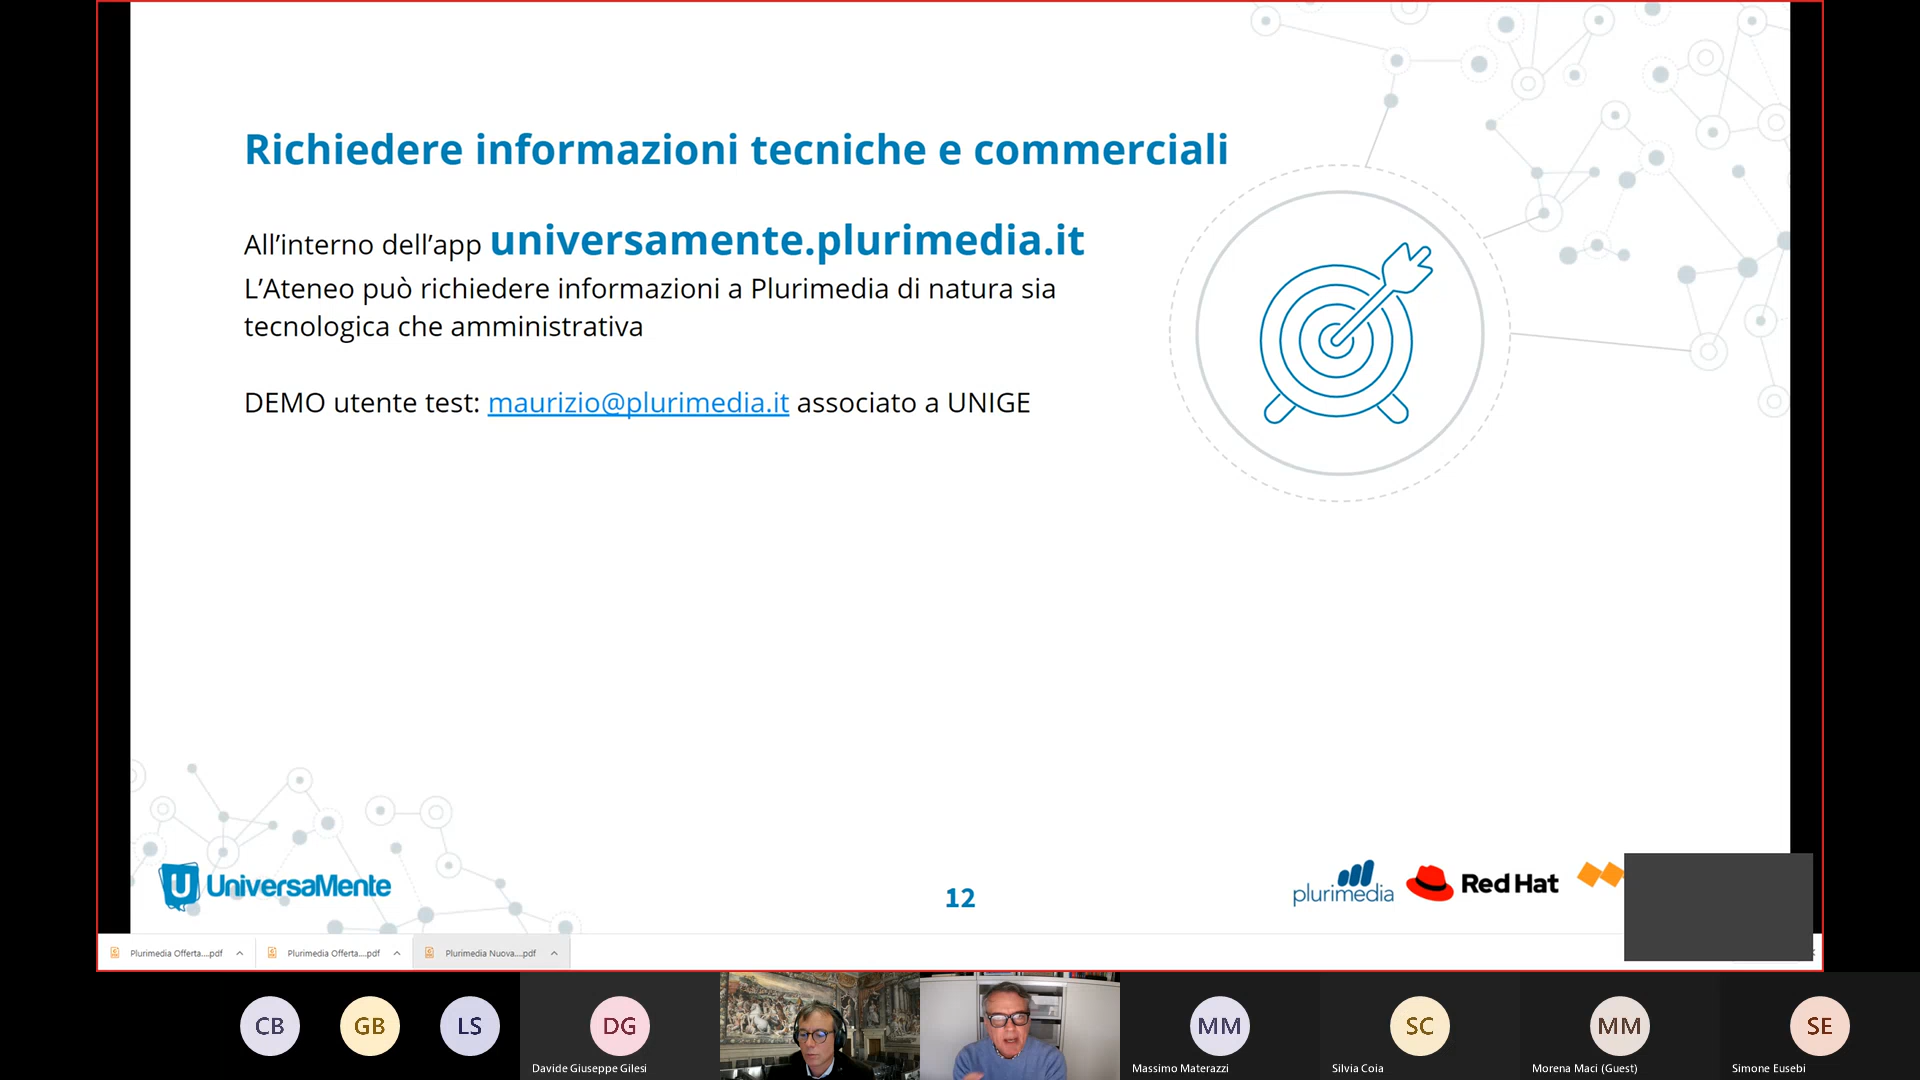 Richiedere informazioni tecniche e commerciali
All’interno dell’app universamente.plurimedia.it
L’Ateneo può richiedere informazioni a Plurimedia di natura sia
tecnologica che amministrativa
DEMO utente test: maurizio@plurimedia.it associato a UNIGE
U UniversaMente
12
plurimedia
Red Hat
Plurimedia Offerta....pdf
Plurimedia Offerta....pdf
Plurimedia Nuova....pdf
CB
GB
LS
DG
Davide Giuseppe Gilesi
MM
Massimo Materazzi
SC
Silvia Coia
MM
Morena Maci (Guest)
SE
Simone Eusebi